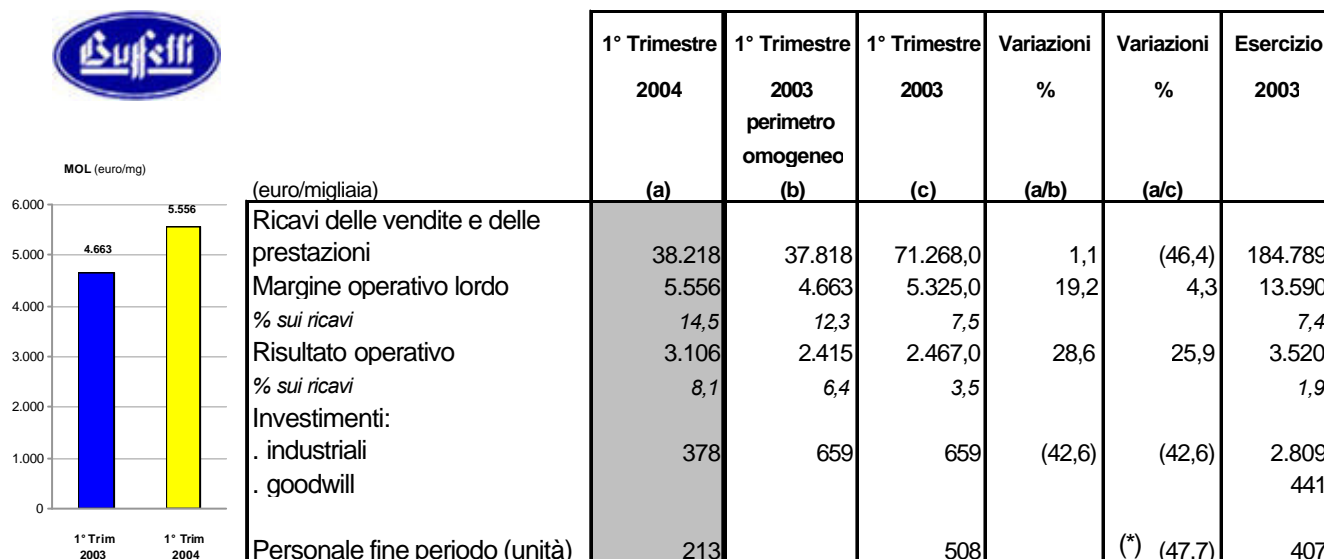 Buffetti
1° Trimestre 1° Trimestre 1° Trimestre Variazioni Variazioni Esercizio
2004 2003 2003 % % 2003
perimetro
omogeneo
MOL (euro/mg)
(euro/migliaia) (a) (b) (c) (a/b) (a/c)
6.000
5.000
4.000
3.000
2.000
1.000
0
4.663
5.556
1° Trim 1° Trim
2003 2004
Ricavi delle vendite e delle
prestazioni 38.218 37.818 71.268,0 1,1 (46,4) 184.789
Margine operativo lordo 5.556 4.663 5.325,0 19,2 4,3 13.590
% sui ricavi 14,5 12,3 7,5 7,4
Risultato operativo 3.106 2.415 2.467,0 28,6 25,9 3.520
% sui ricavi 8,1 6,4 3,5 1,9
Investimenti:
. industriali 378 659 659 (42,6) (42,6) 2.809
. goodwill 441
Personale fine periodo (unità) 213 508 (*) (47,7) 407